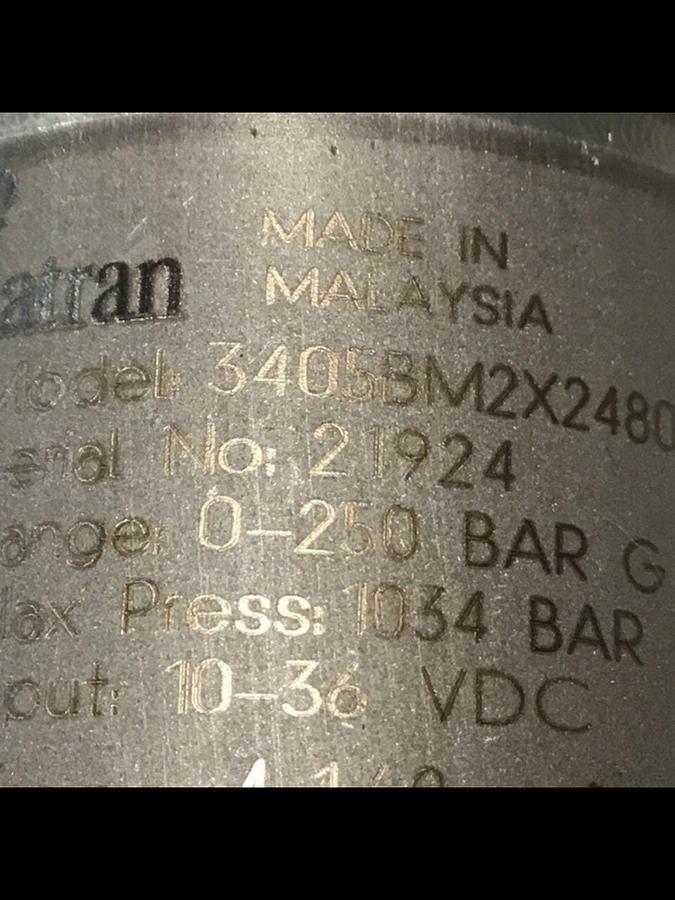 MADE IN
MALAYSIA
atran
Model: 3405BM2X2480
erial No: 21924
ange: 0-250 BAR G
ax Press: 1034 BAR
put: 10-36 VDC